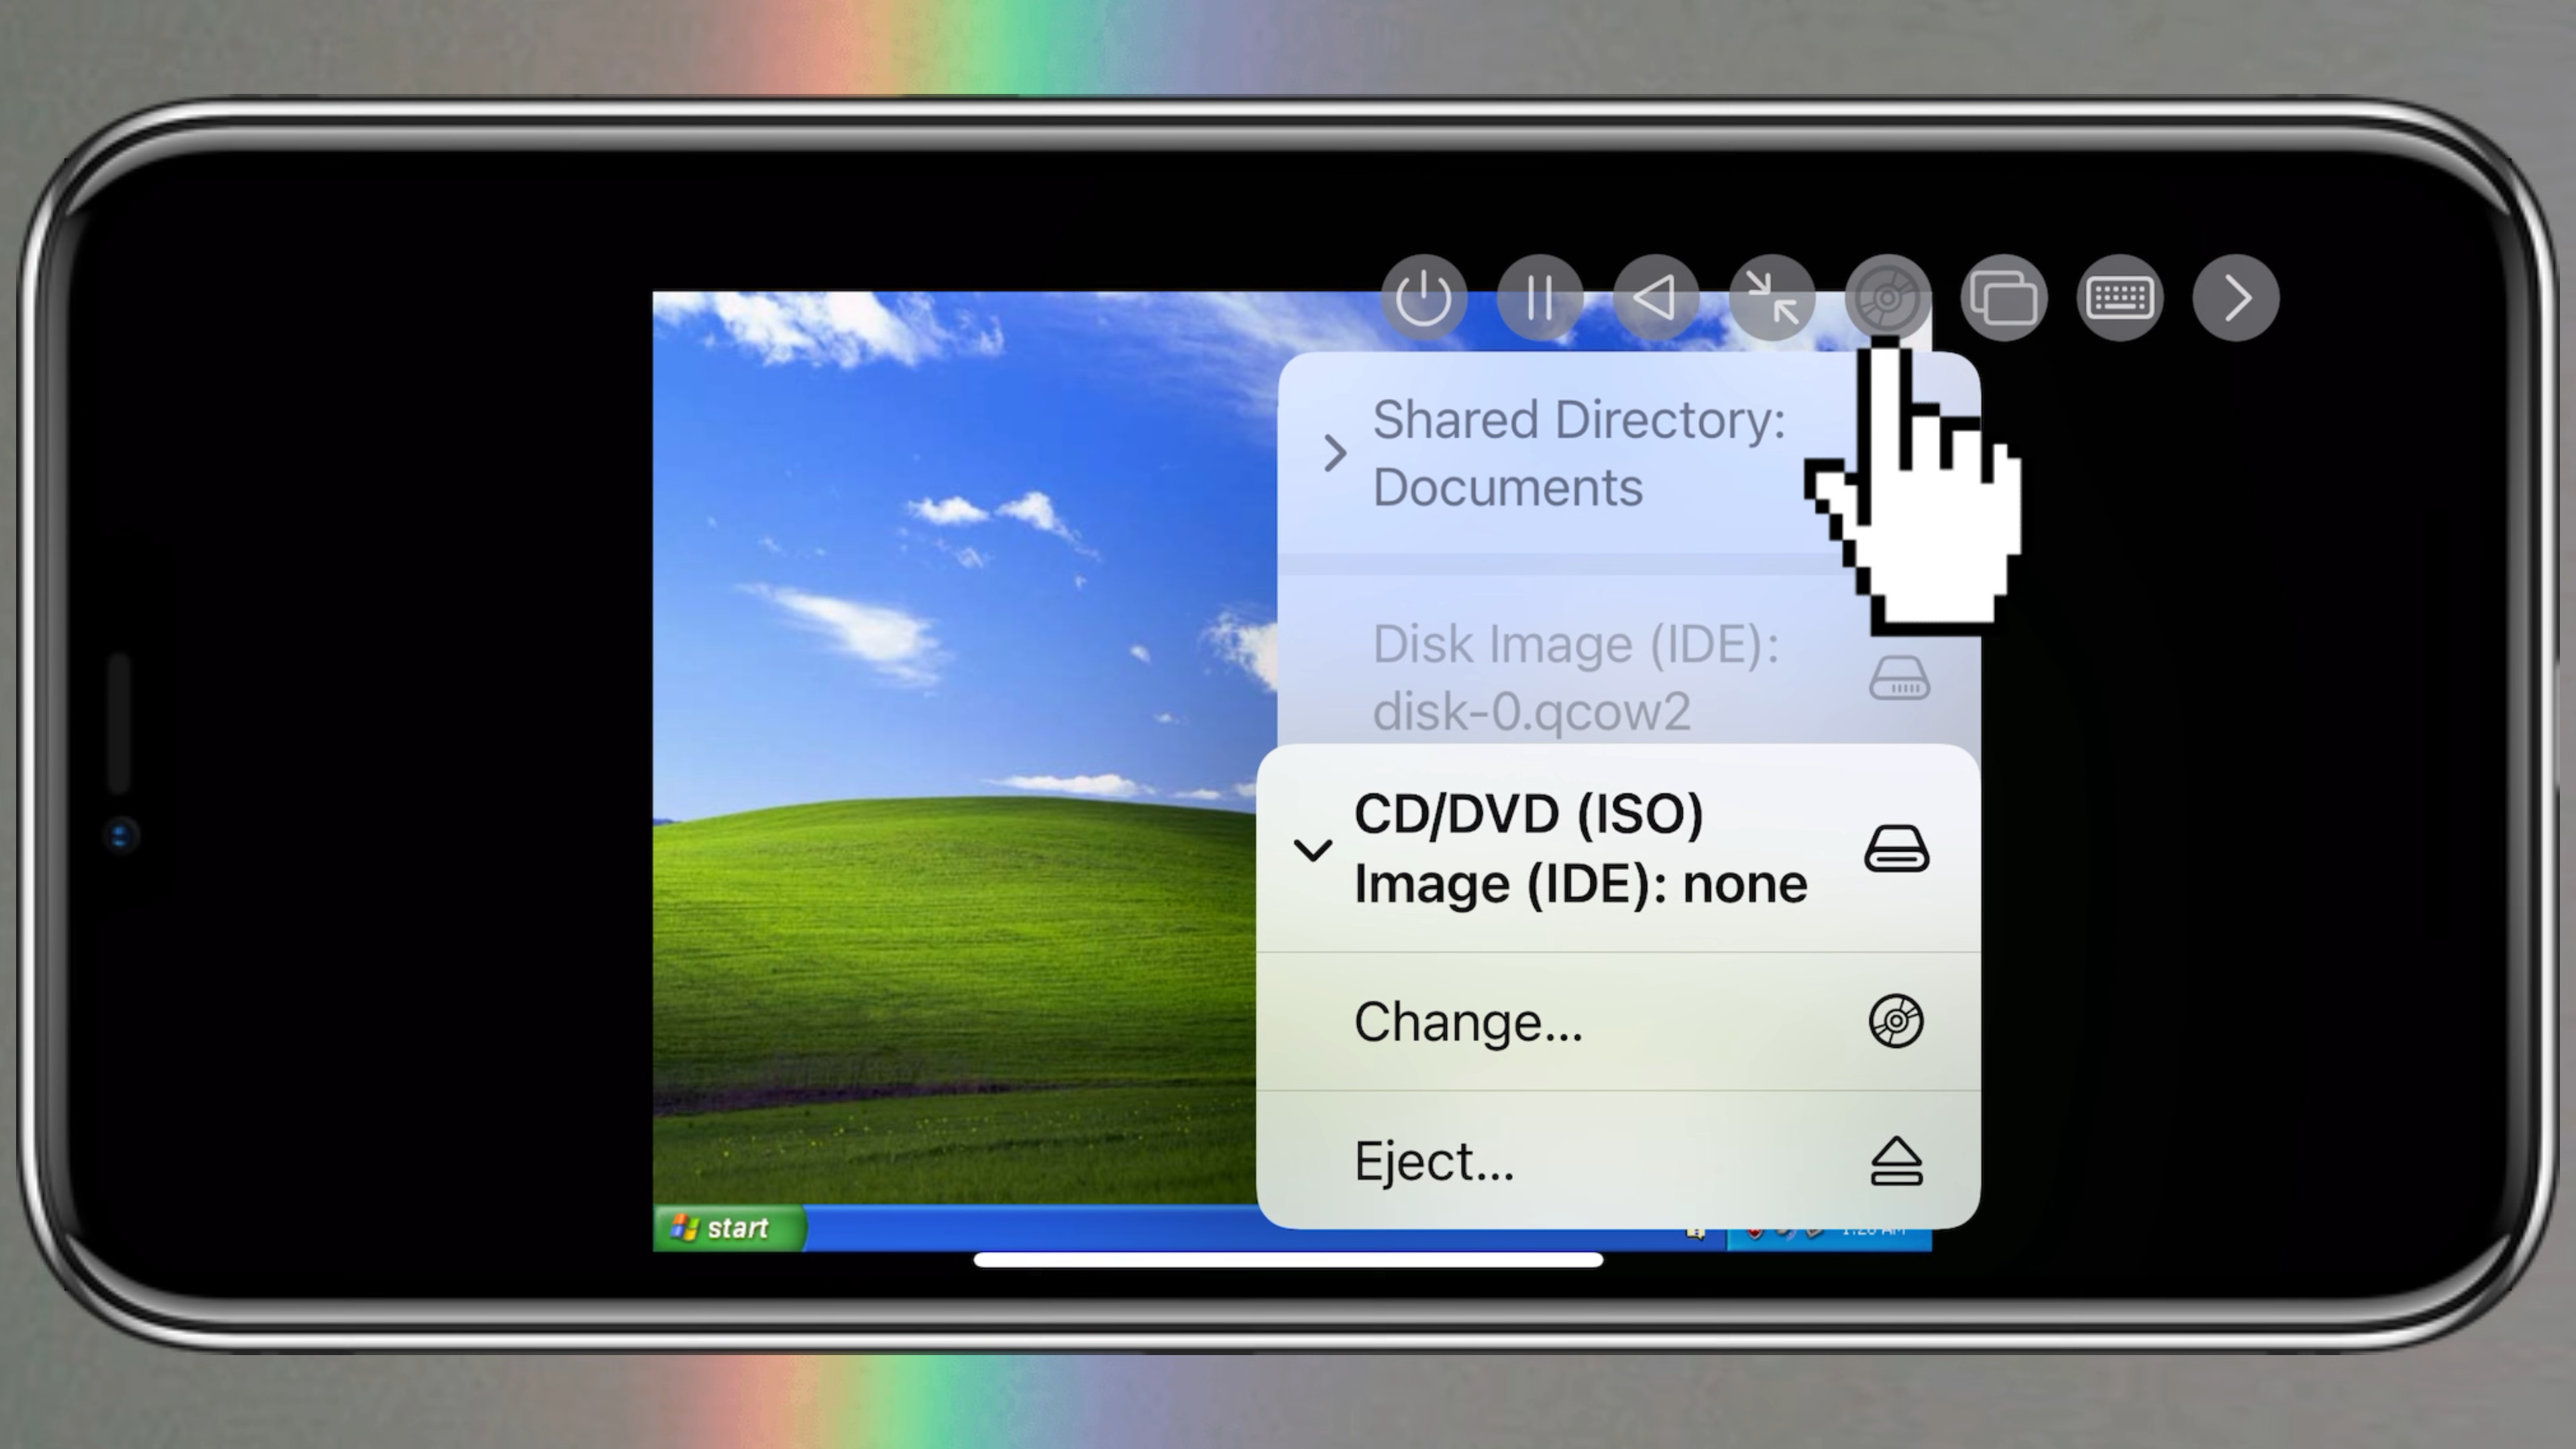 Shared Directory:
Documents
Disk Image (IDE):
disk-0.qcow2
CD/DVD (ISO)
Image (IDE): none
Change...
Eject...
start